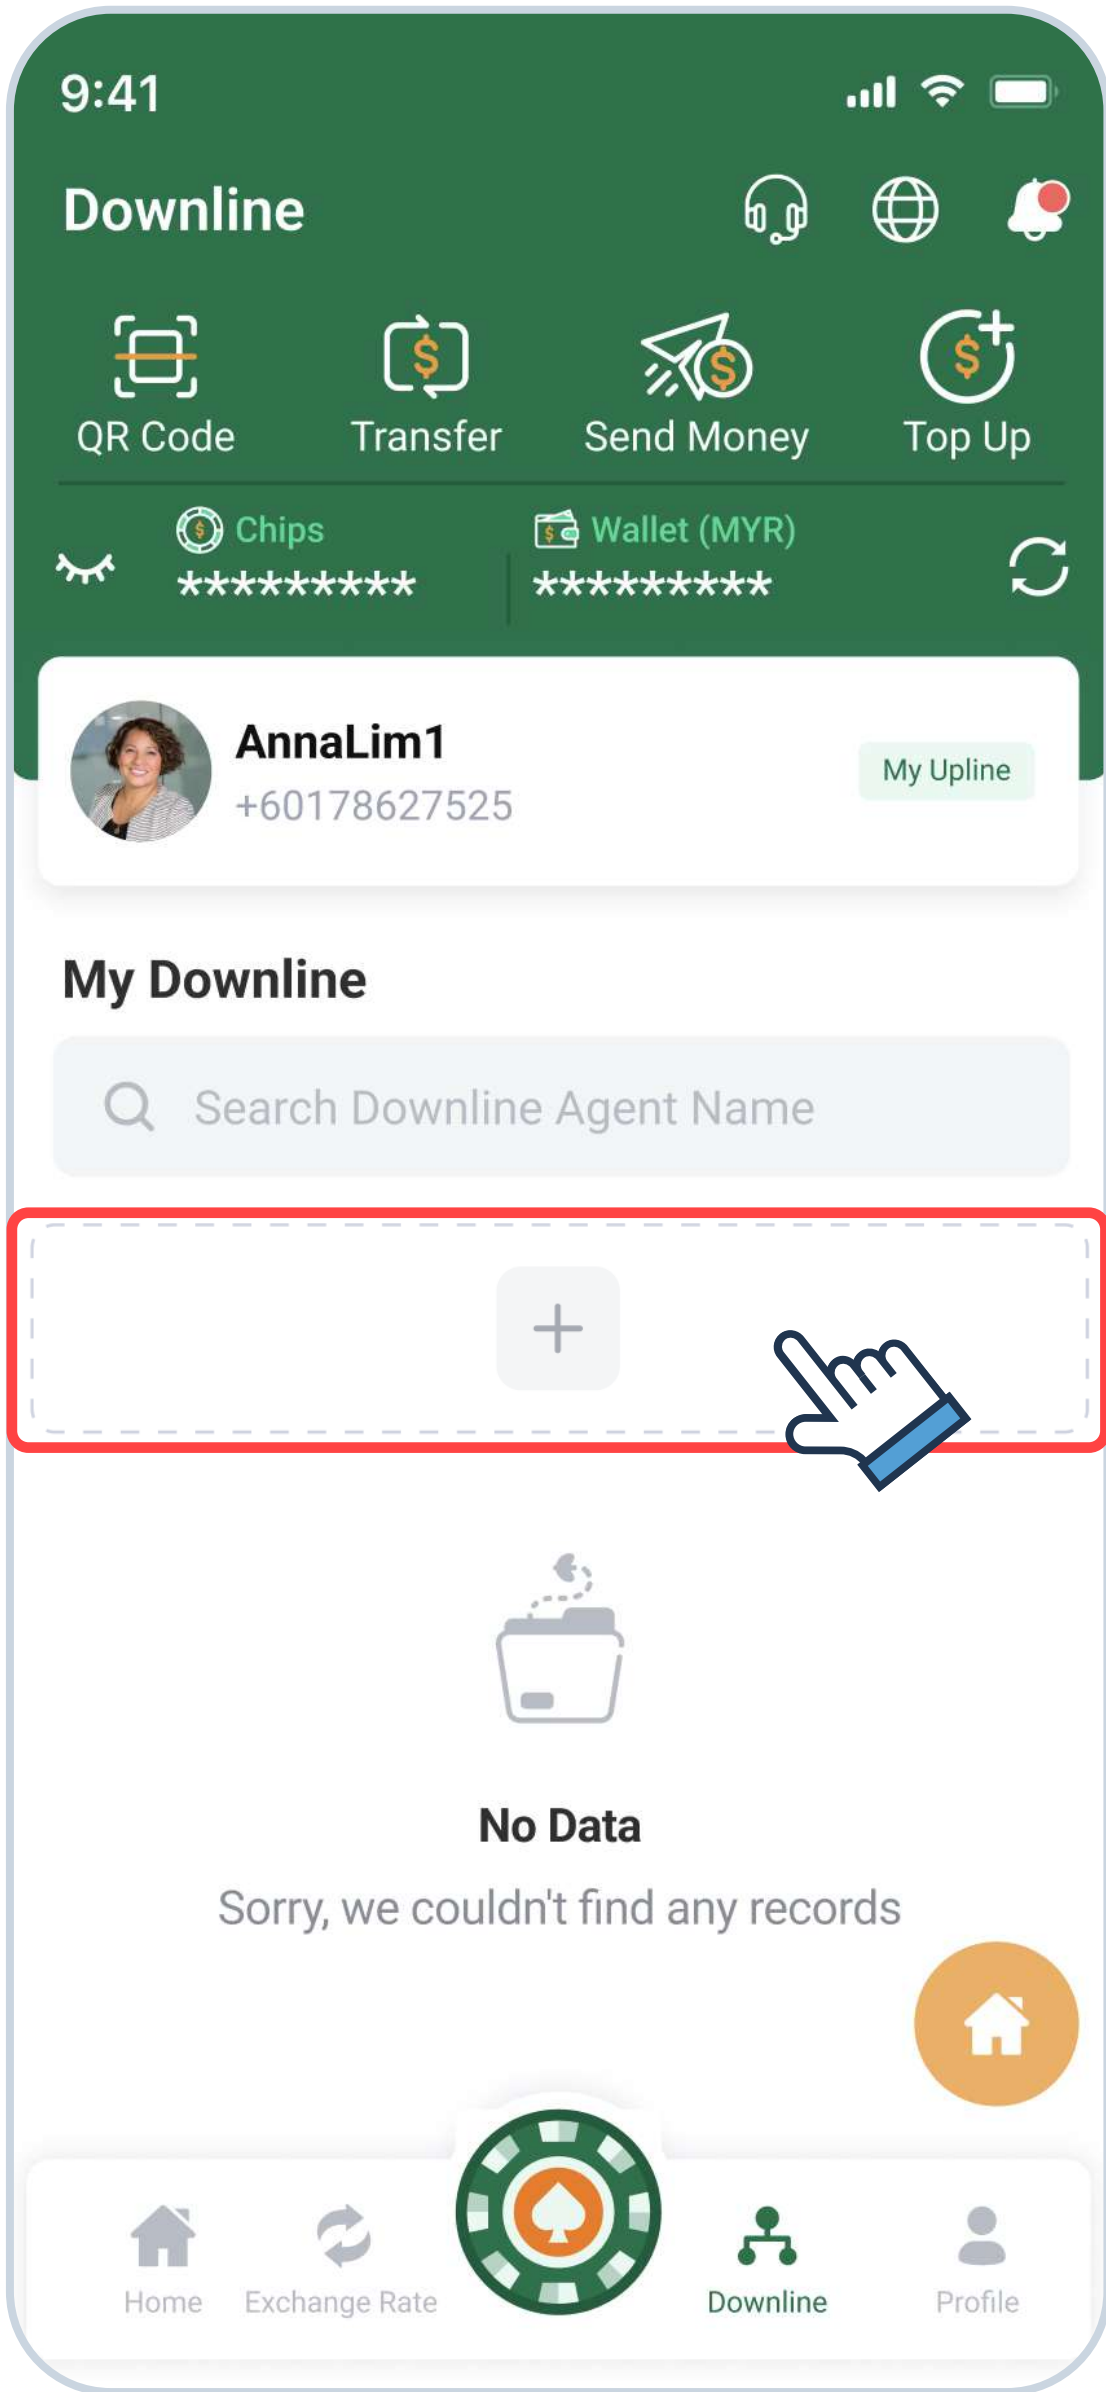 9:41
Downline
QR Code
Transfer
Send Money
Top Up
Chips
Wallet (MYR)
*********
*********
AnnaLim1
+60178627525
My Upline
My Downline
Search Downline Agent Name
No Data
Sorry, we couldn't find any records
Home
Exchange Rate
Downline
Profile